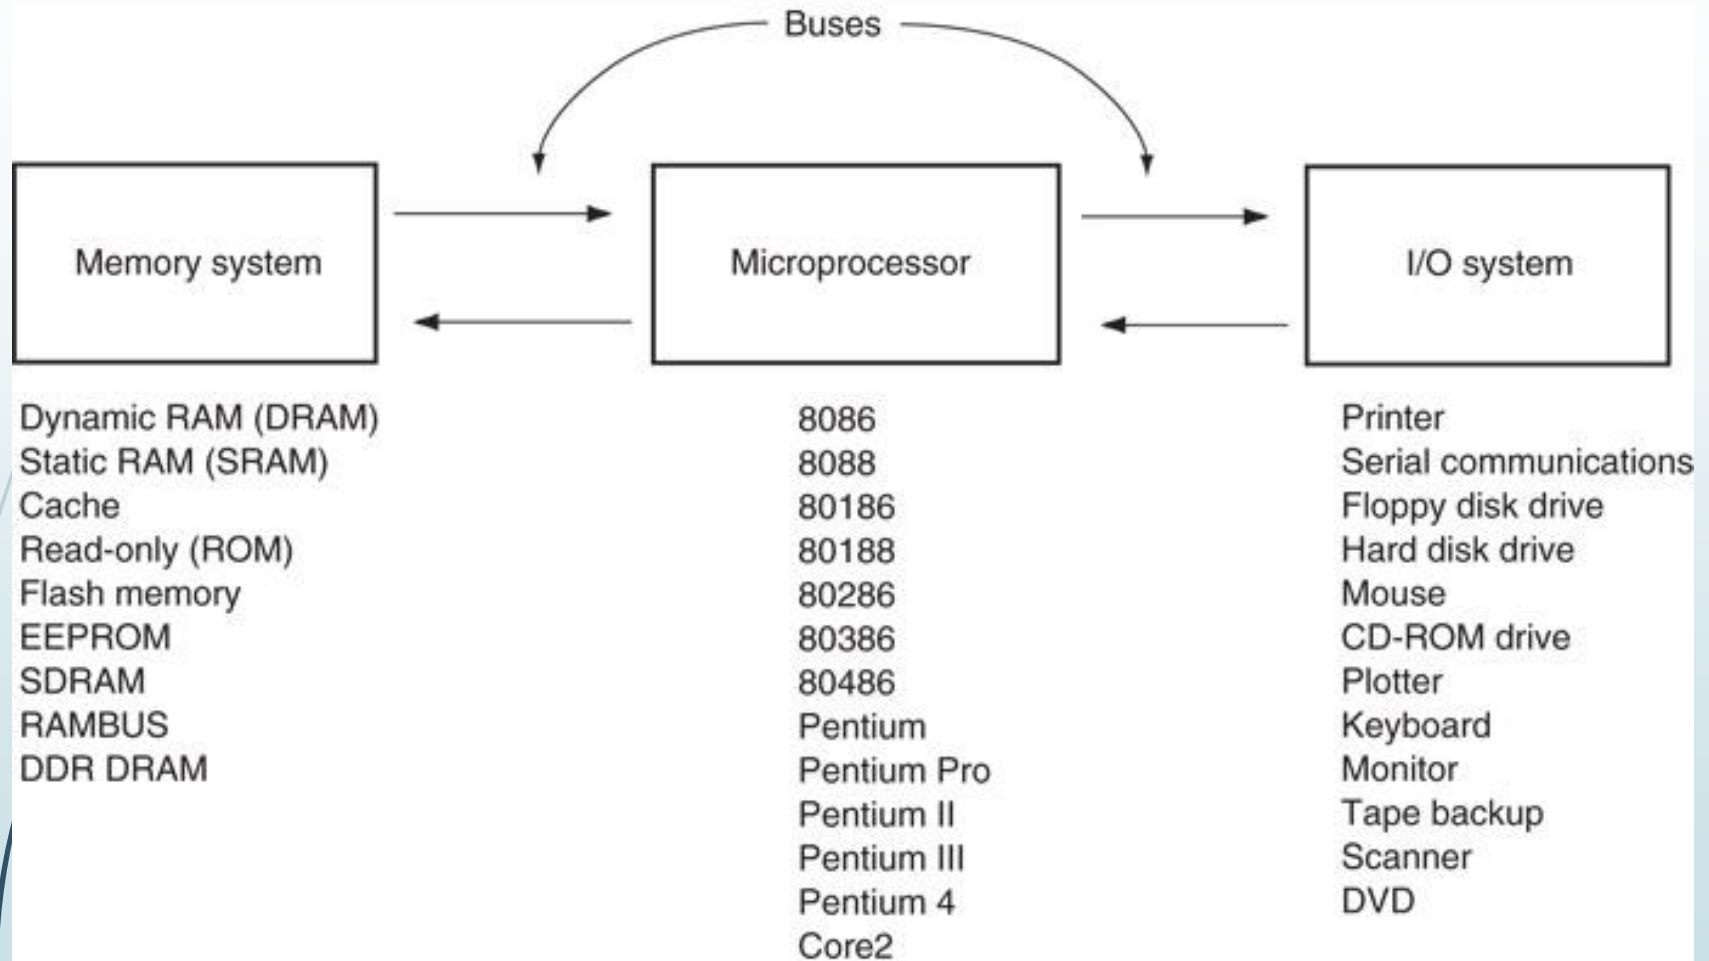 Buses
Memory system
Microprocessor
I/O system
Dynamic RAM (DRAM)
Static RAM (SRAM)
Cache
Read-only (ROM)
Flash memory
EEPROM
SDRAM
RAMBUS
DDR DRAM
8086
8088
80186
80188
80286
80386
80486
Pentium
Pentium Pro
Pentium II
Pentium III
Pentium 4
Core2
Printer
Serial communications
Floppy disk drive
Hard disk drive
Mouse
CD-ROM drive
Plotter
Keyboard
Monitor
Tape backup
Scanner
DVD